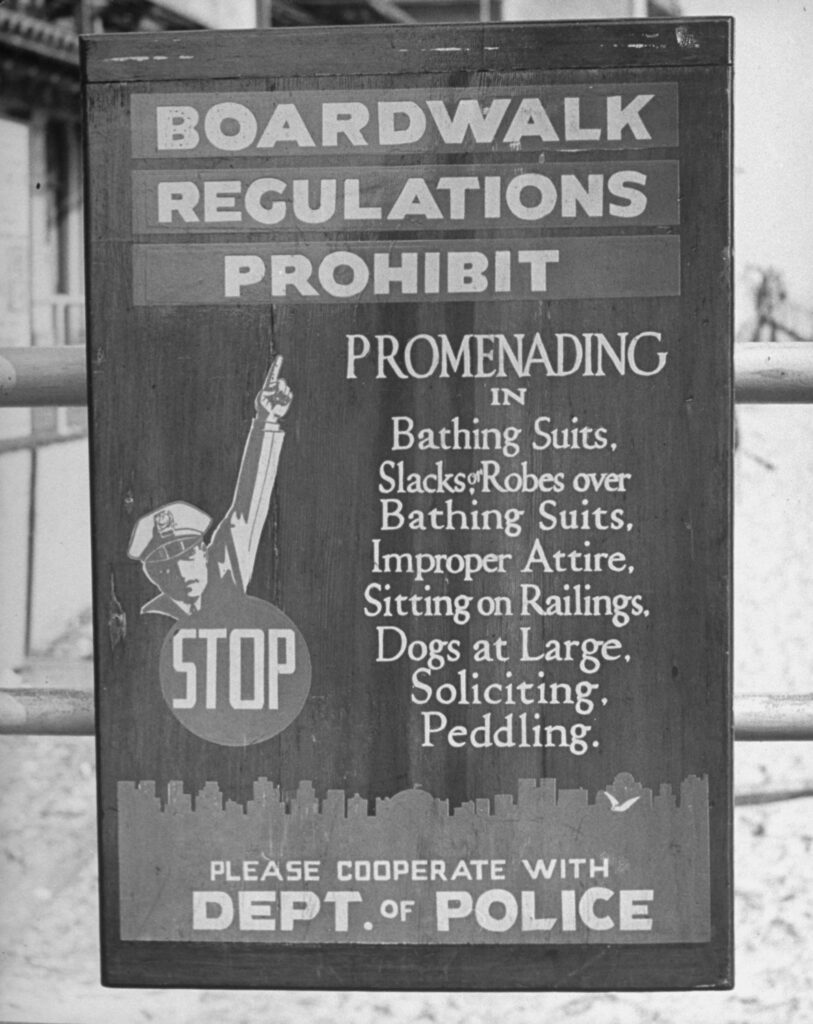 BOARDWALK
REGULATIONS
PROHIBIT
PROMENADING
IN
Bathing Suits,
Slacks, or Robes over
Bathing Suits,
Improper Attire,
Sitting on Railings,
Dogs at Large,
Soliciting,
Peddling.
STOP
PLEASE COOPERATE WITH
DEPT. OF POLICE